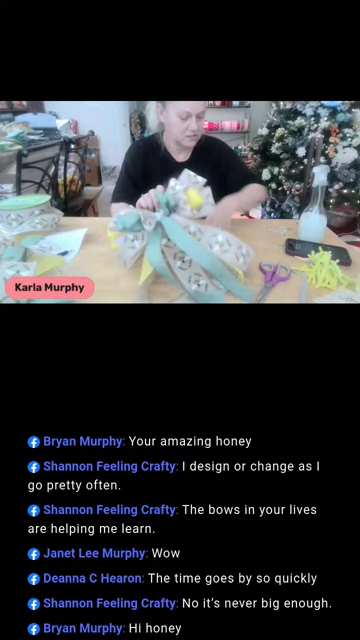 Karla Murphy
Bryan Murphy: Your amazing honey
Shannon Feeling Crafty: I design or change as I
go pretty often.
Shannon Feeling Crafty: The bows in your lives
are helping me learn.
Janet Lee Murphy: Wow
Deanna C Hearon: The time goes by so quickly
Shannon Feeling Crafty: No it's never big enough.
Bryan Murphy: Hi honey